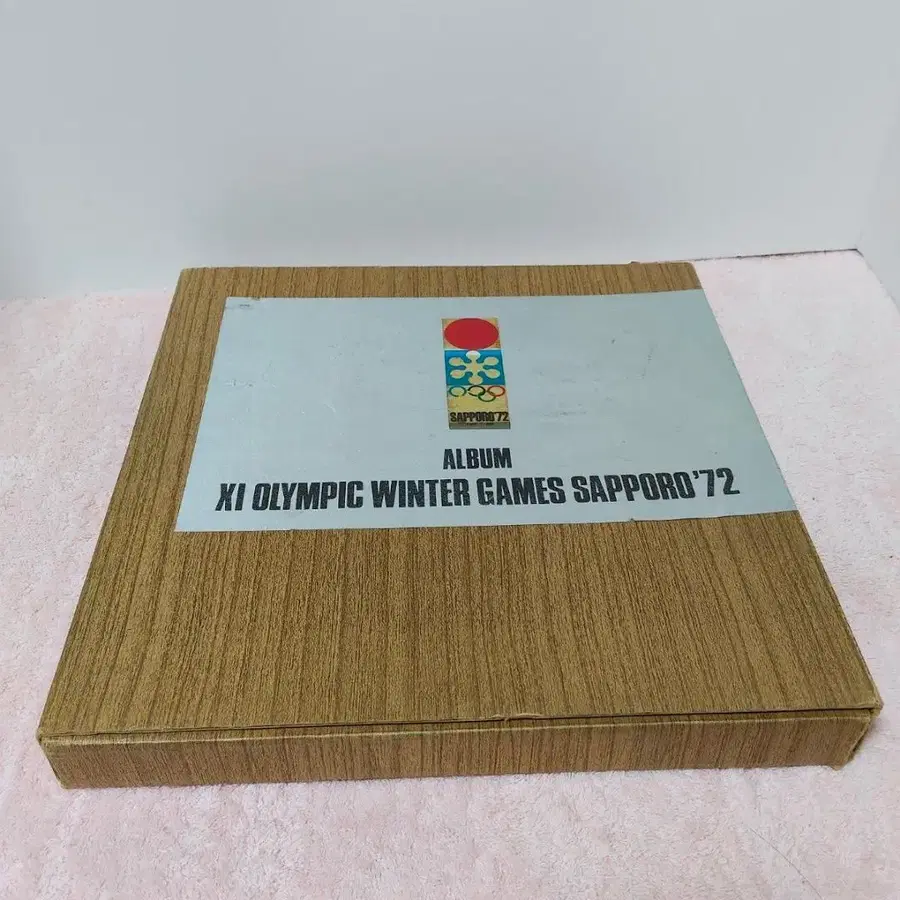 SAPPORO'72
ALBUM
XI OLYMPIC WINTER GAMES SAPPORO'72